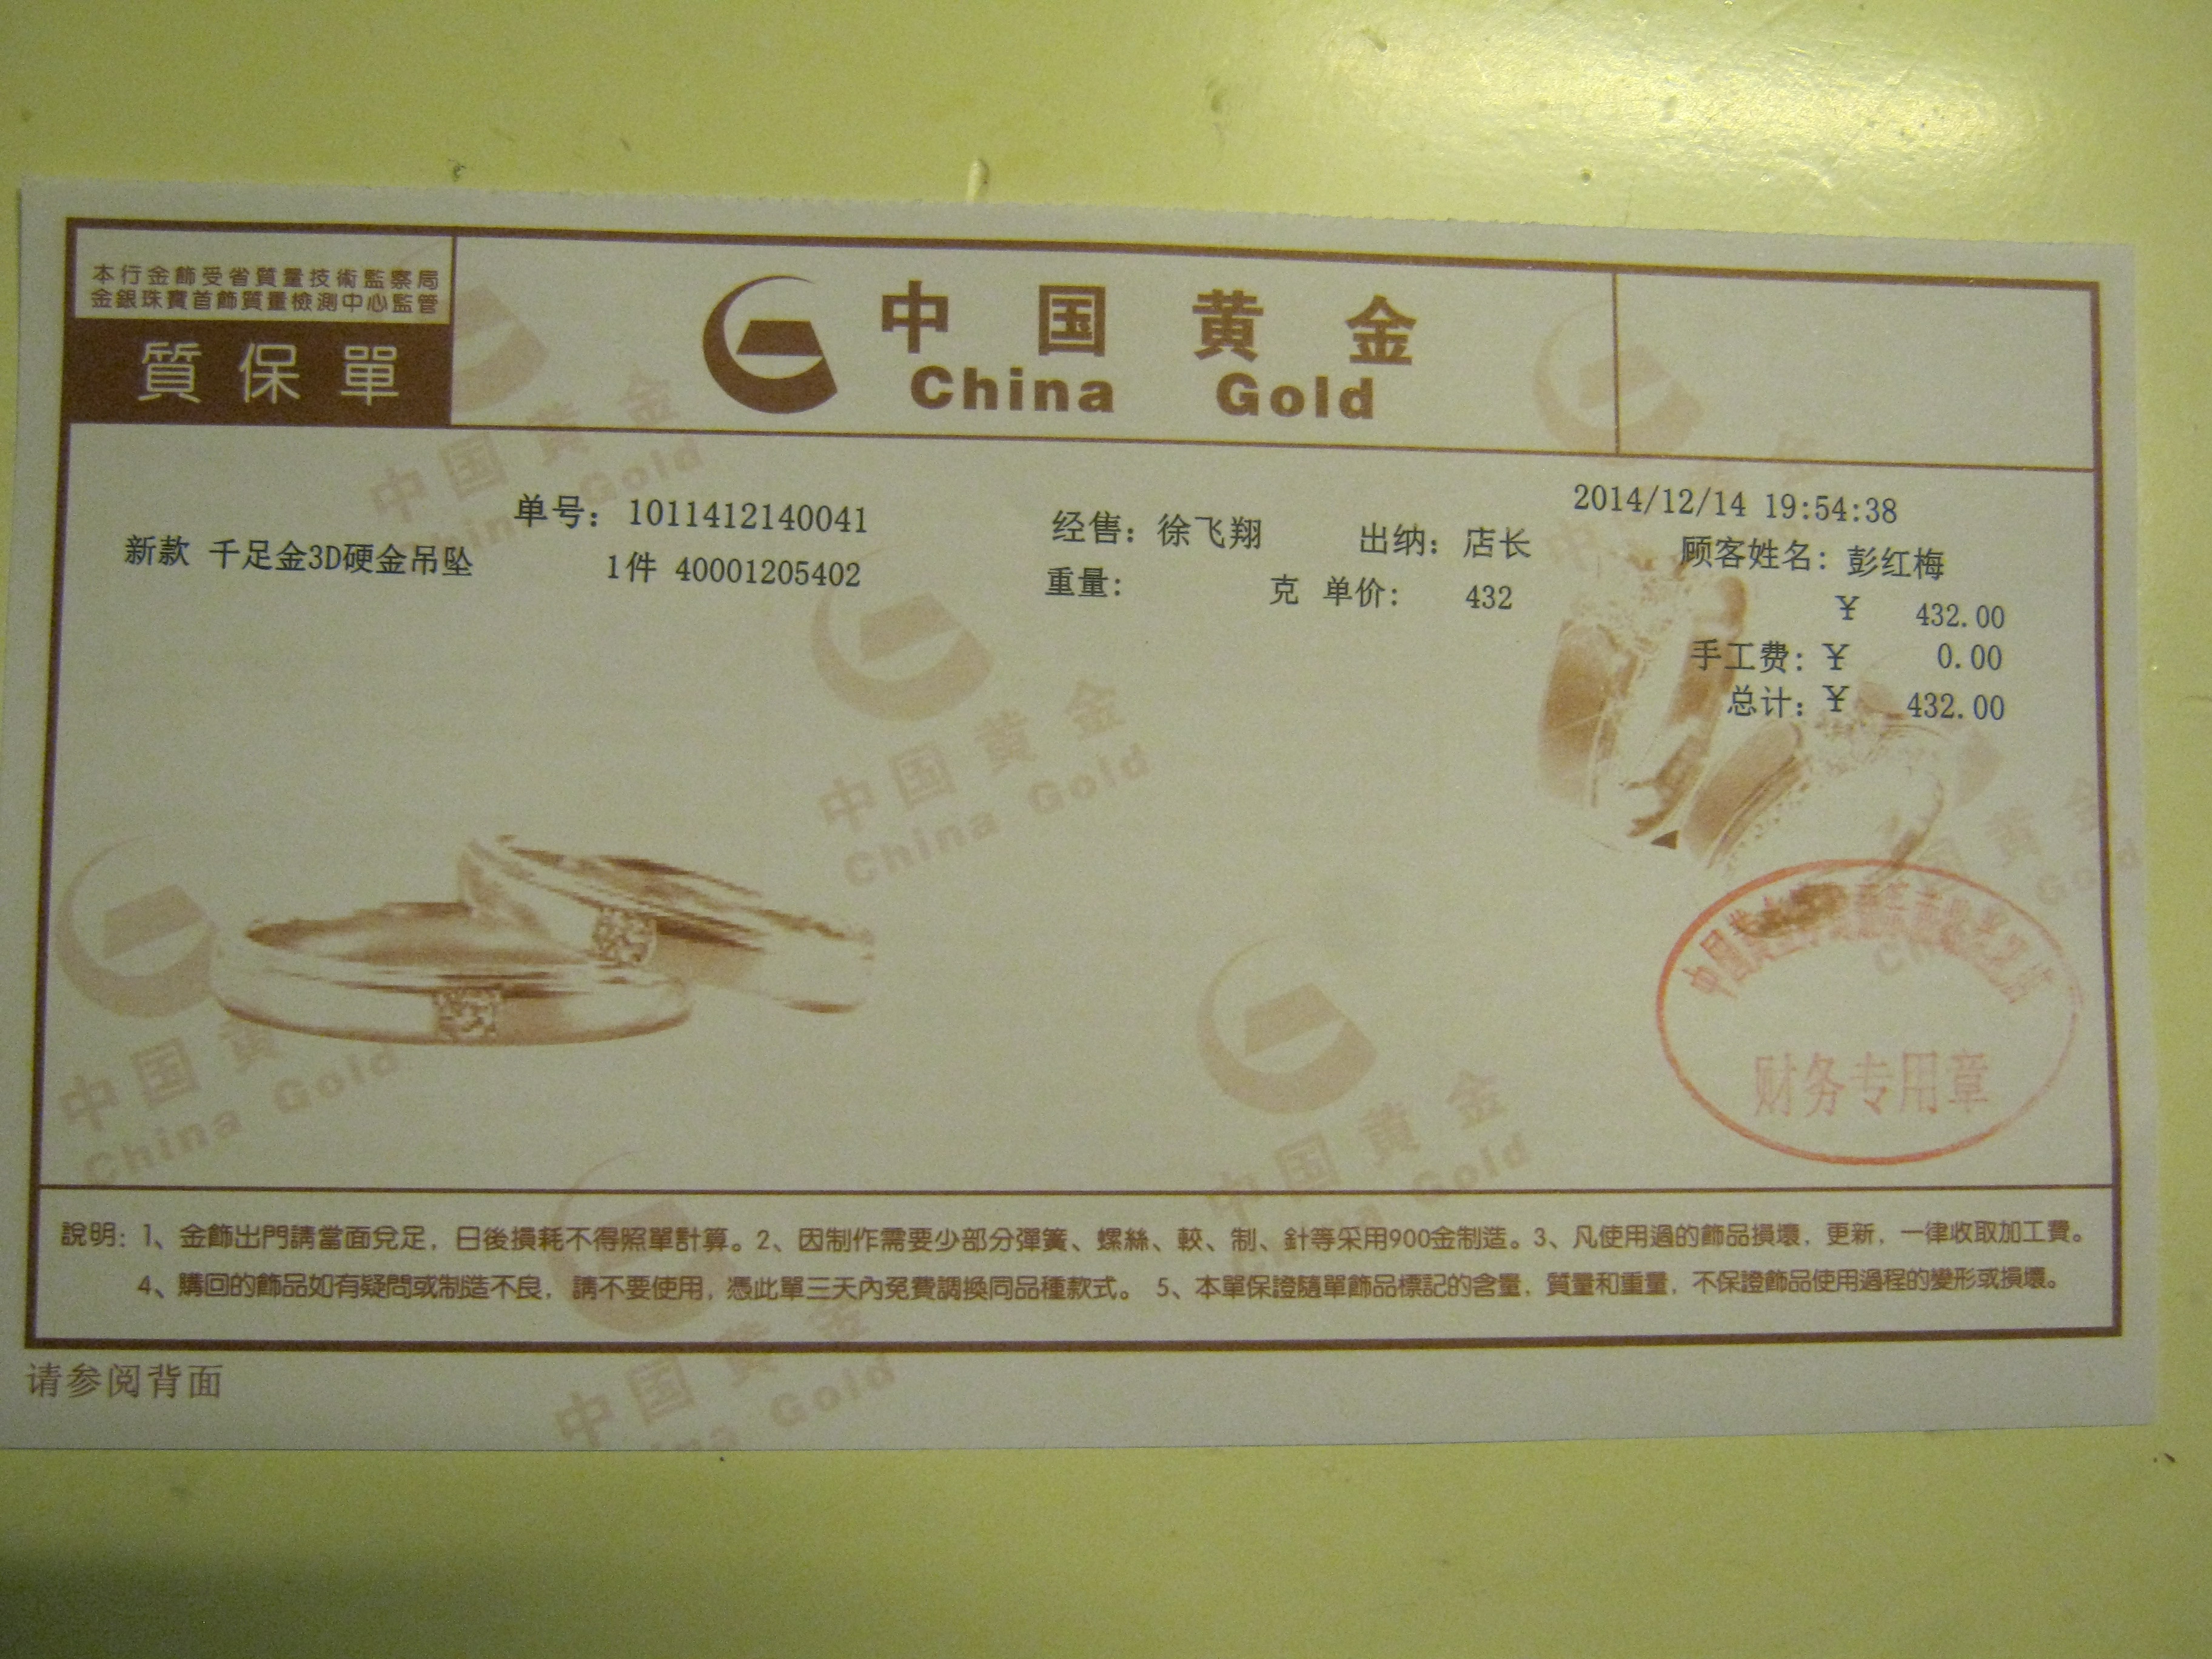 本行金飾受省質量技術監察局
金銀珠寶首飾質量檢測中心監管
質保單
中国黄金
China Gold
2014/12/14 19:54:38
单号: 1011412140041 经售: 徐飞翔 出纳: 店长 顾客姓名: 彭红梅
新款 千足金3D硬金吊坠 1件 40001205402 重量: 克 单价: 432 ¥ 432.00
手工费: ¥ 0.00
总计: ¥ 432.00
中国黄金
财务专用章
說明: 1、金飾出門請當面兌足, 日後損耗不得照單計算。2、因制作需要少部分彈簧、螺絲、較、制、針等采用900金制造。3、凡使用過的飾品損壞, 更新, 一律收取加工費。
4、購回的飾品如有疑問或制造不良, 請不要使用, 憑此單三天內免費調換同品種款式。 5、本單保證隨單飾品標記的含量, 質量和重量, 不保證飾品使用過程的變形或損壞。
请参阅背面